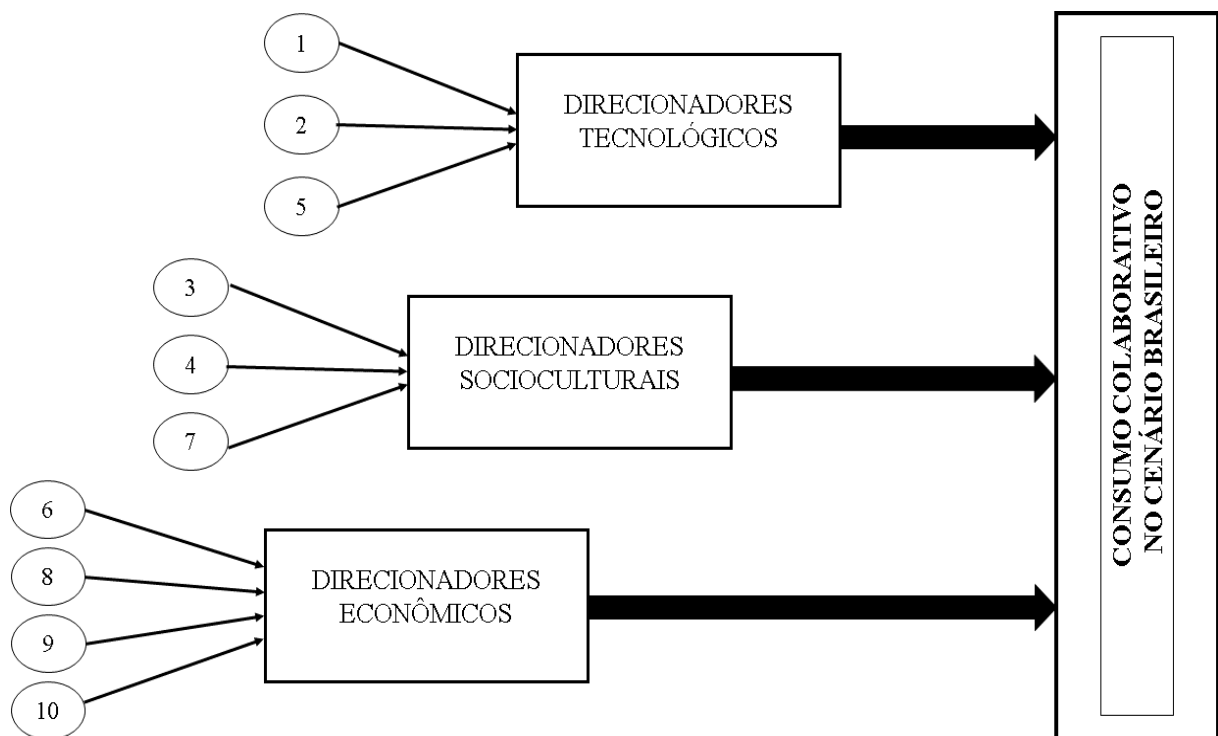 1
2
5
DIRECIONADORES
TECNOLÓGICOS
3
4
7
DIRECIONADORES
SOCIOCULTURAIS
6
8
9
10
DIRECIONADORES
ECONÔMICOS
CONSUMO COLABORATIVO
NO CENÁRIO BRASILEIRO